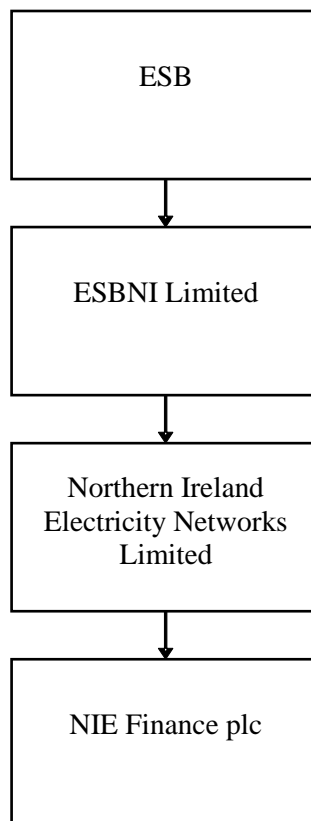 ESB
ESBNI Limited
Northern Ireland
Electricity Networks
Limited
NIE Finance plc